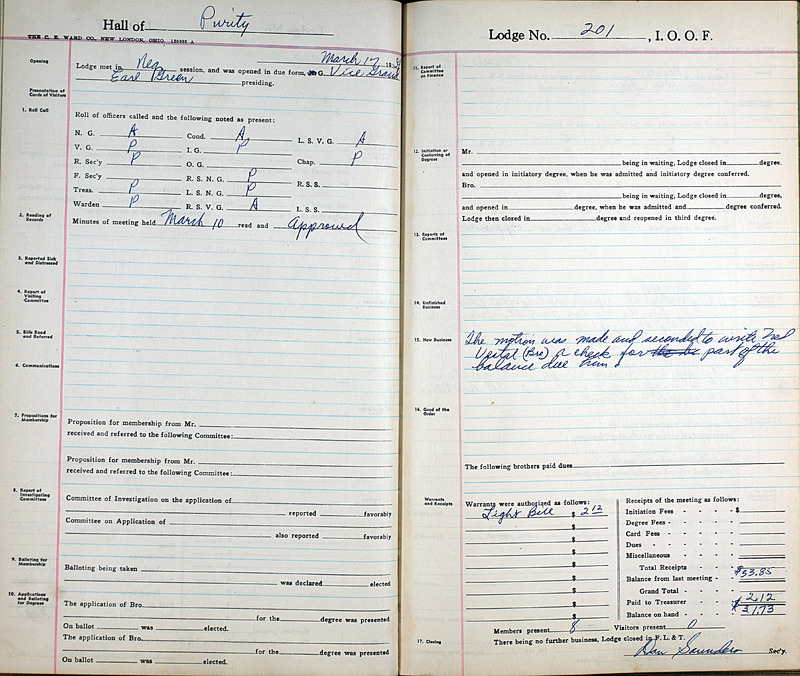 Hall of Purity
THE C. E. WARD CO., NEW LONDON, OHIO, 120305 A
March 17, 19
Opening
Lodge met in Reg session, and was opened in due form, N. G. Vice Grand
Earl Green presiding.
Presentation of Cards of Visitors
1. Roll Call
Roll of officers called and the following noted as present:
N. G. A Cond. A L. S. V. G. A
V. G. P I. G. P Chap. P
R. Sec'y P O. G.
F. Sec'y R. S. N. G. P R. S. S.
Treas. P L. S. N. G. P
Warden P R. S. V. G. A L. S. S.
2. Reading of Records
Minutes of meeting held March 10 read and Approved
3. Reported Sick and Distressed
4. Report of Visiting Committee
5. Bills Read and Referred
6. Communications
7. Propositions for Membership
Proposition for membership from Mr.
received and referred to the following Committee:
Proposition for membership from Mr.
received and referred to the following Committee:
8. Report of Investigating Committees
Committee of Investigation on the application of
reported favorably
Committee on Application of
also reported favorably
9. Balloting for Membership
Balloting being taken
was declared elected
10. Applications and Balloting for Degrees
The application of Bro.
for the degree was presented
On ballot was elected.
The application of Bro.
for the degree was presented
On ballot was elected.
Lodge No. 201, I. O. O. F.
11. Report of Committee on Finance
12. Initiation or Conferring of Degrees
Mr.
being in waiting, Lodge closed in degree,
and opened in initiatory degree, when he was admitted and initiatory degree conferred.
Bro.
being in waiting, Lodge closed in degree,
and opened in degree, when he was admitted and degree conferred.
Lodge then closed in degree and reopened in third degree.
13. Reports of Committees
14. Unfinished Business
15. New Business
The motion was made and seconded to write
(Bro) a check for part of the
balance due him
16. Good of the Order
The following brothers paid dues
Warrants and Receipts
Warrants were authorized as follows:
Light Bill $ 2.12
$
$
$
$
$
$
$
$
Receipts of the meeting as follows:
Initiation Fees $
Degree Fees
Card Fees
Dues
Miscellaneous
Total Receipts
Balance from last meeting $33.85
Grand Total
Paid to Treasurer 2.12
Balance on hand $31.73
Members present 8 Visitors present 0
17. Closing
There being no further business, Lodge closed in F. L. & T.
Dan Saunders Sec'y.